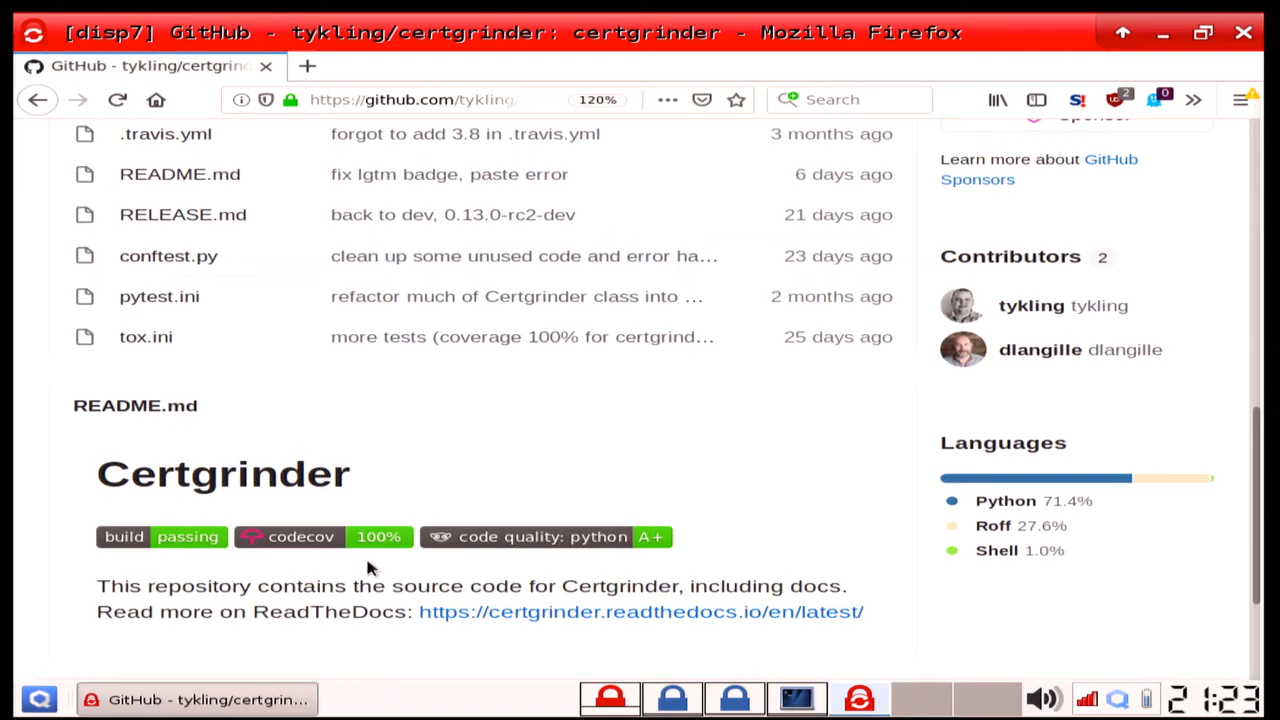 [disp7] GitHub - tykling/certgrinder: certgrinder - Mozilla Firefox
GitHub - tykling/certgrin
https://github.com/tykling
120%
Search
2
0
.travis.yml forgot to add 3.8 in .travis.yml 3 months ago
README.md fix lgtm badge, paste error 6 days ago
RELEASE.md back to dev, 0.13.0-rc2-dev 21 days ago
conftest.py clean up some unused code and error ha… 23 days ago
pytest.ini refactor much of Certgrinder class into … 2 months ago
tox.ini more tests (coverage 100% for certgrind… 25 days ago
README.md
Certgrinder
build passing codecov 100% code quality: python A+
This repository contains the source code for Certgrinder, including docs.
Read more on ReadTheDocs: https://certgrinder.readthedocs.io/en/latest/
Sponsor
Learn more about GitHub
Sponsors
Contributors 2
tykling tykling
dlangille dlangille
Languages
Python 71.4%
Roff 27.6%
Shell 1.0%
GitHub - tykling/certgrin...
21:23